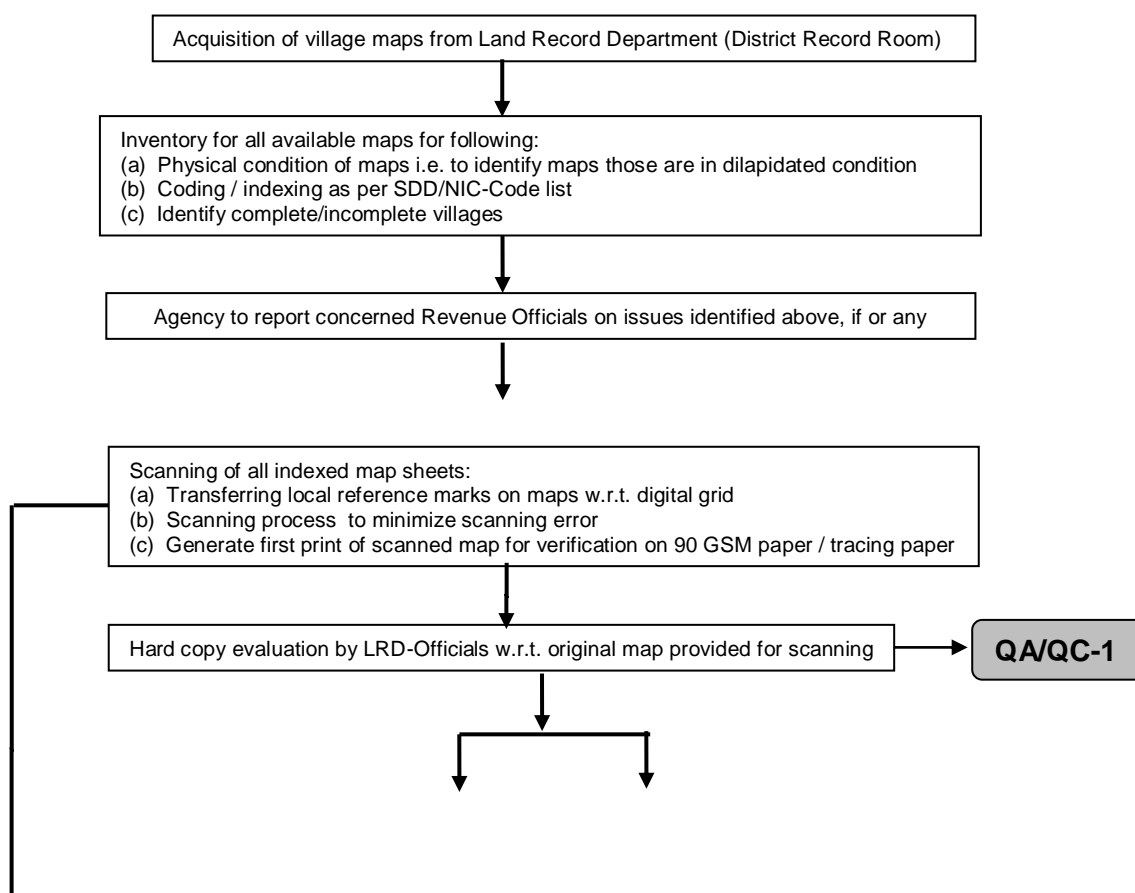 Acquisition of village maps from Land Record Department (District Record Room)
Inventory for all available maps for following:
(a) Physical condition of maps i.e. to identify maps those are in dilapidated condition
(b) Coding / indexing as per SDD/NIC-Code list
(c) Identify complete/incomplete villages
Agency to report concerned Revenue Officials on issues identified above, if or any
Scanning of all indexed map sheets:
(a) Transferring local reference marks on maps w.r.t. digital grid
(b) Scanning process to minimize scanning error
(c) Generate first print of scanned map for verification on 90 GSM paper / tracing paper
Hard copy evaluation by LRD-Officials w.r.t. original map provided for scanning
QA/QC-1